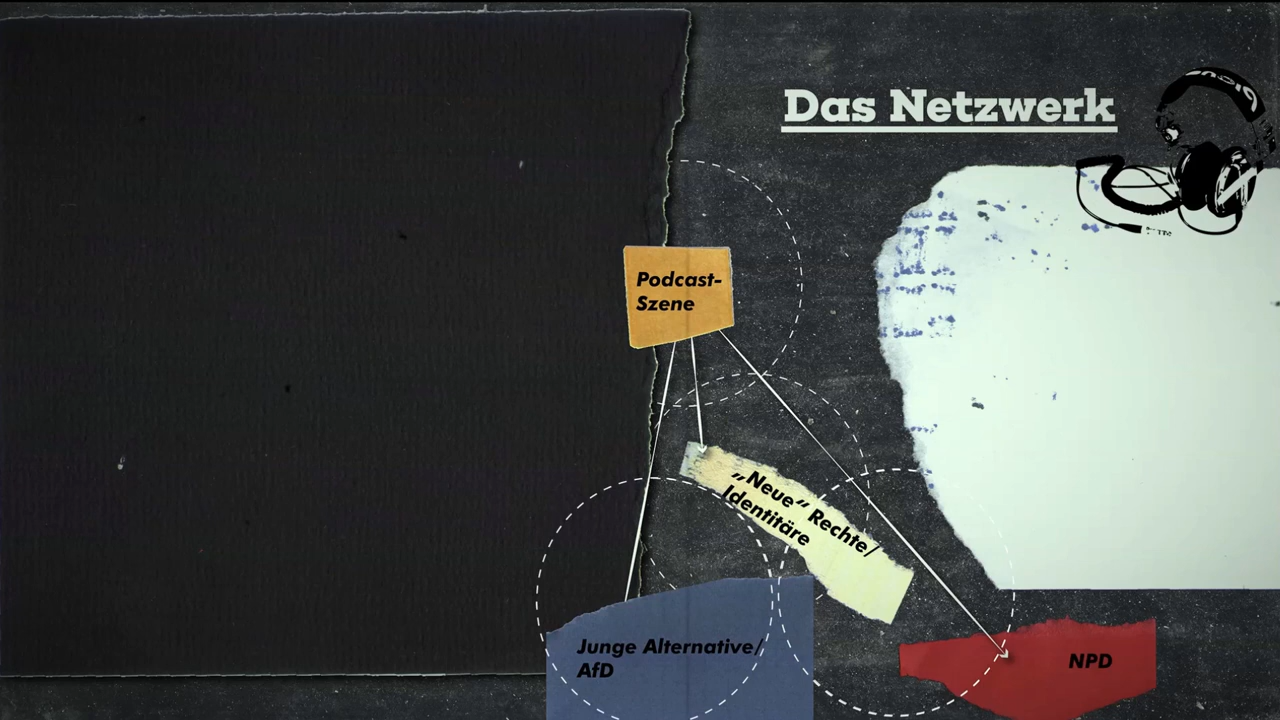 Das Netzwerk
Podcast-
Szene
„Neue“ Rechte/
Identitäre
Junge Alternative/
AfD
NPD